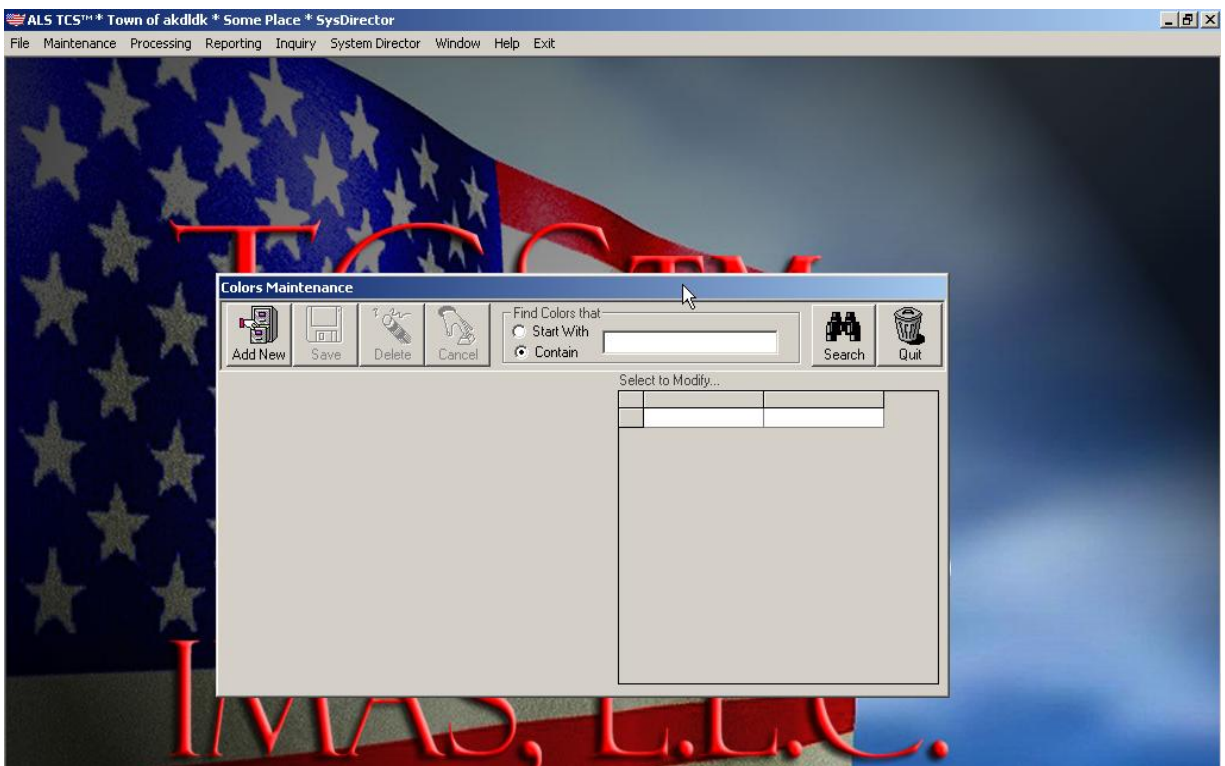 ALS TCS™ * Town of akdldk * Some Place * SysDirector
File Maintenance Processing Reporting Inquiry System Director Window Help Exit
TCS™
Colors Maintenance
Add New Save Delete Cancel
Find Colors that
Start With
Contain
Search Quit
Select to Modify...
IMAS, L.L.C.